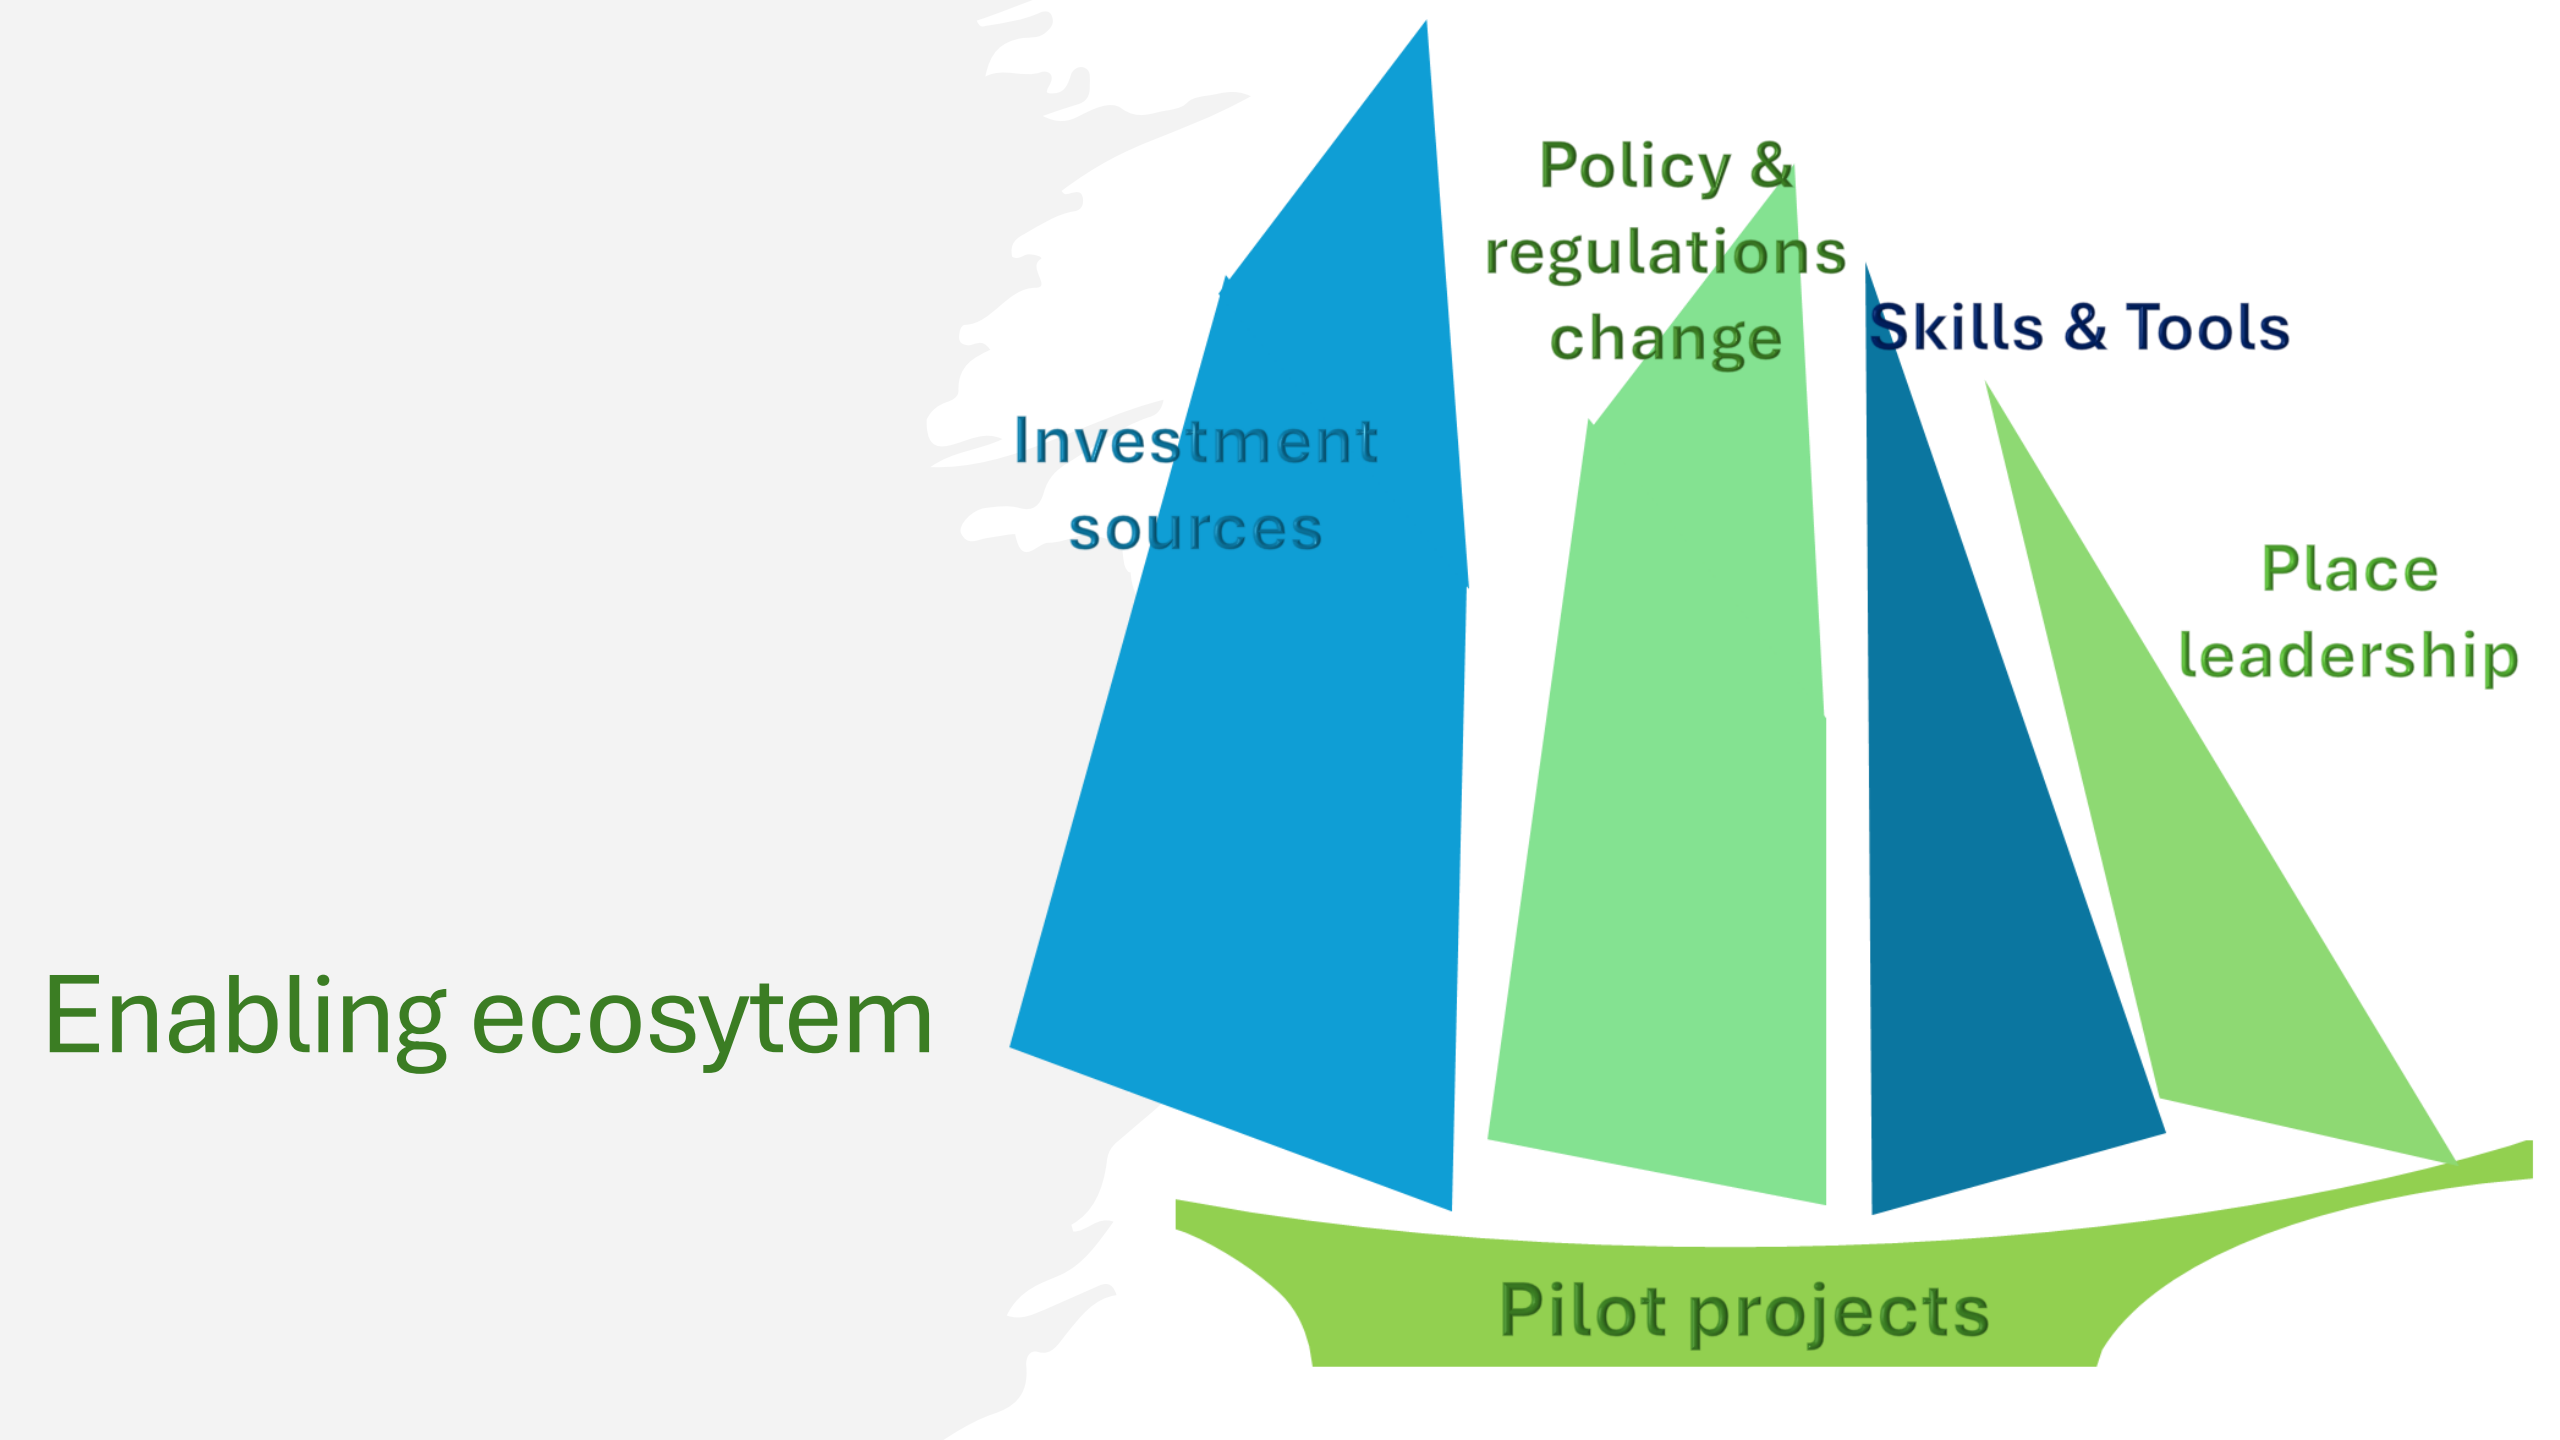 Enabling ecosytem
Investment
sources
Policy &
regulations
change
Skills & Tools
Place
leadership
Pilot projects